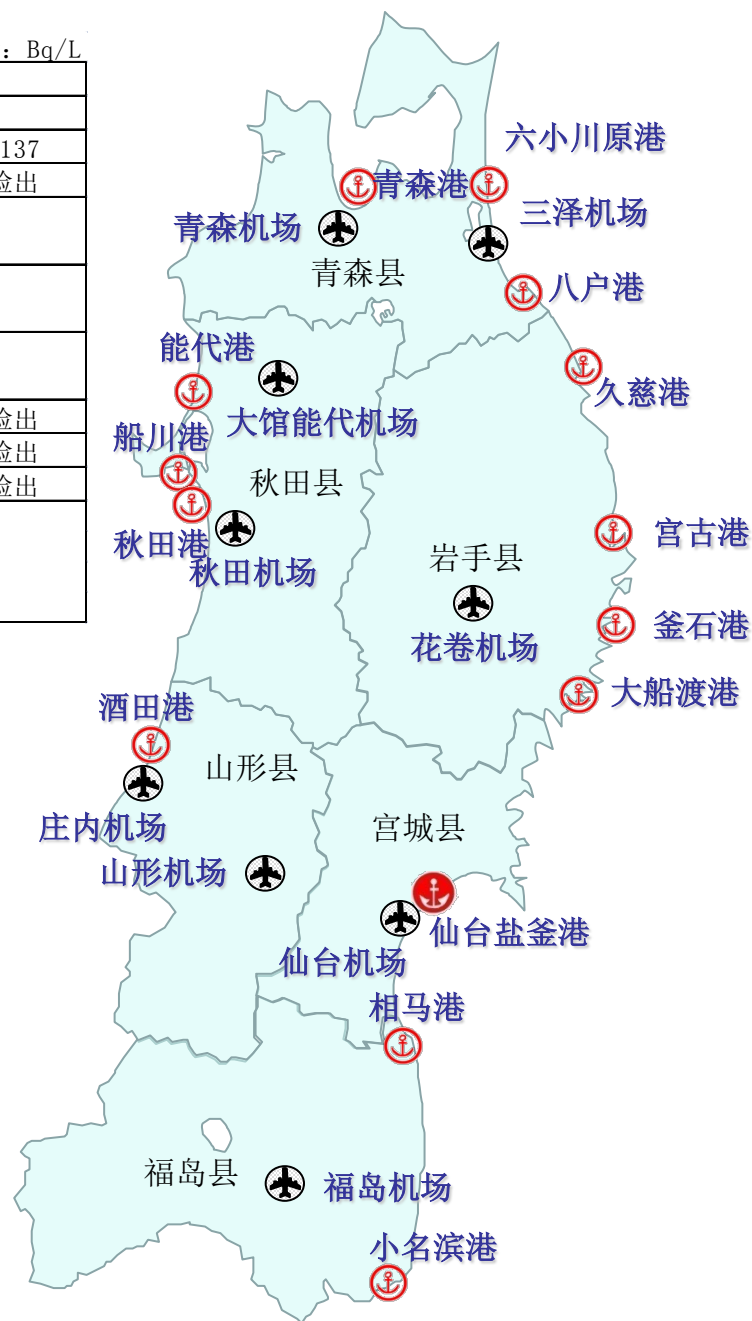 ：Bq/L
137
检出
检出
检出
检出
六小川原港
青森港
三泽机场
青森机场
青森县
八户港
能代港
久慈港
大馆能代机场
船川港
秋田县
宫古港
秋田港
岩手县
秋田机场
釜石港
花卷机场
大船渡港
酒田港
山形县
庄内机场
宫城县
山形机场
仙台盐釜港
仙台机场
相马港
福岛县
福岛机场
小名滨港